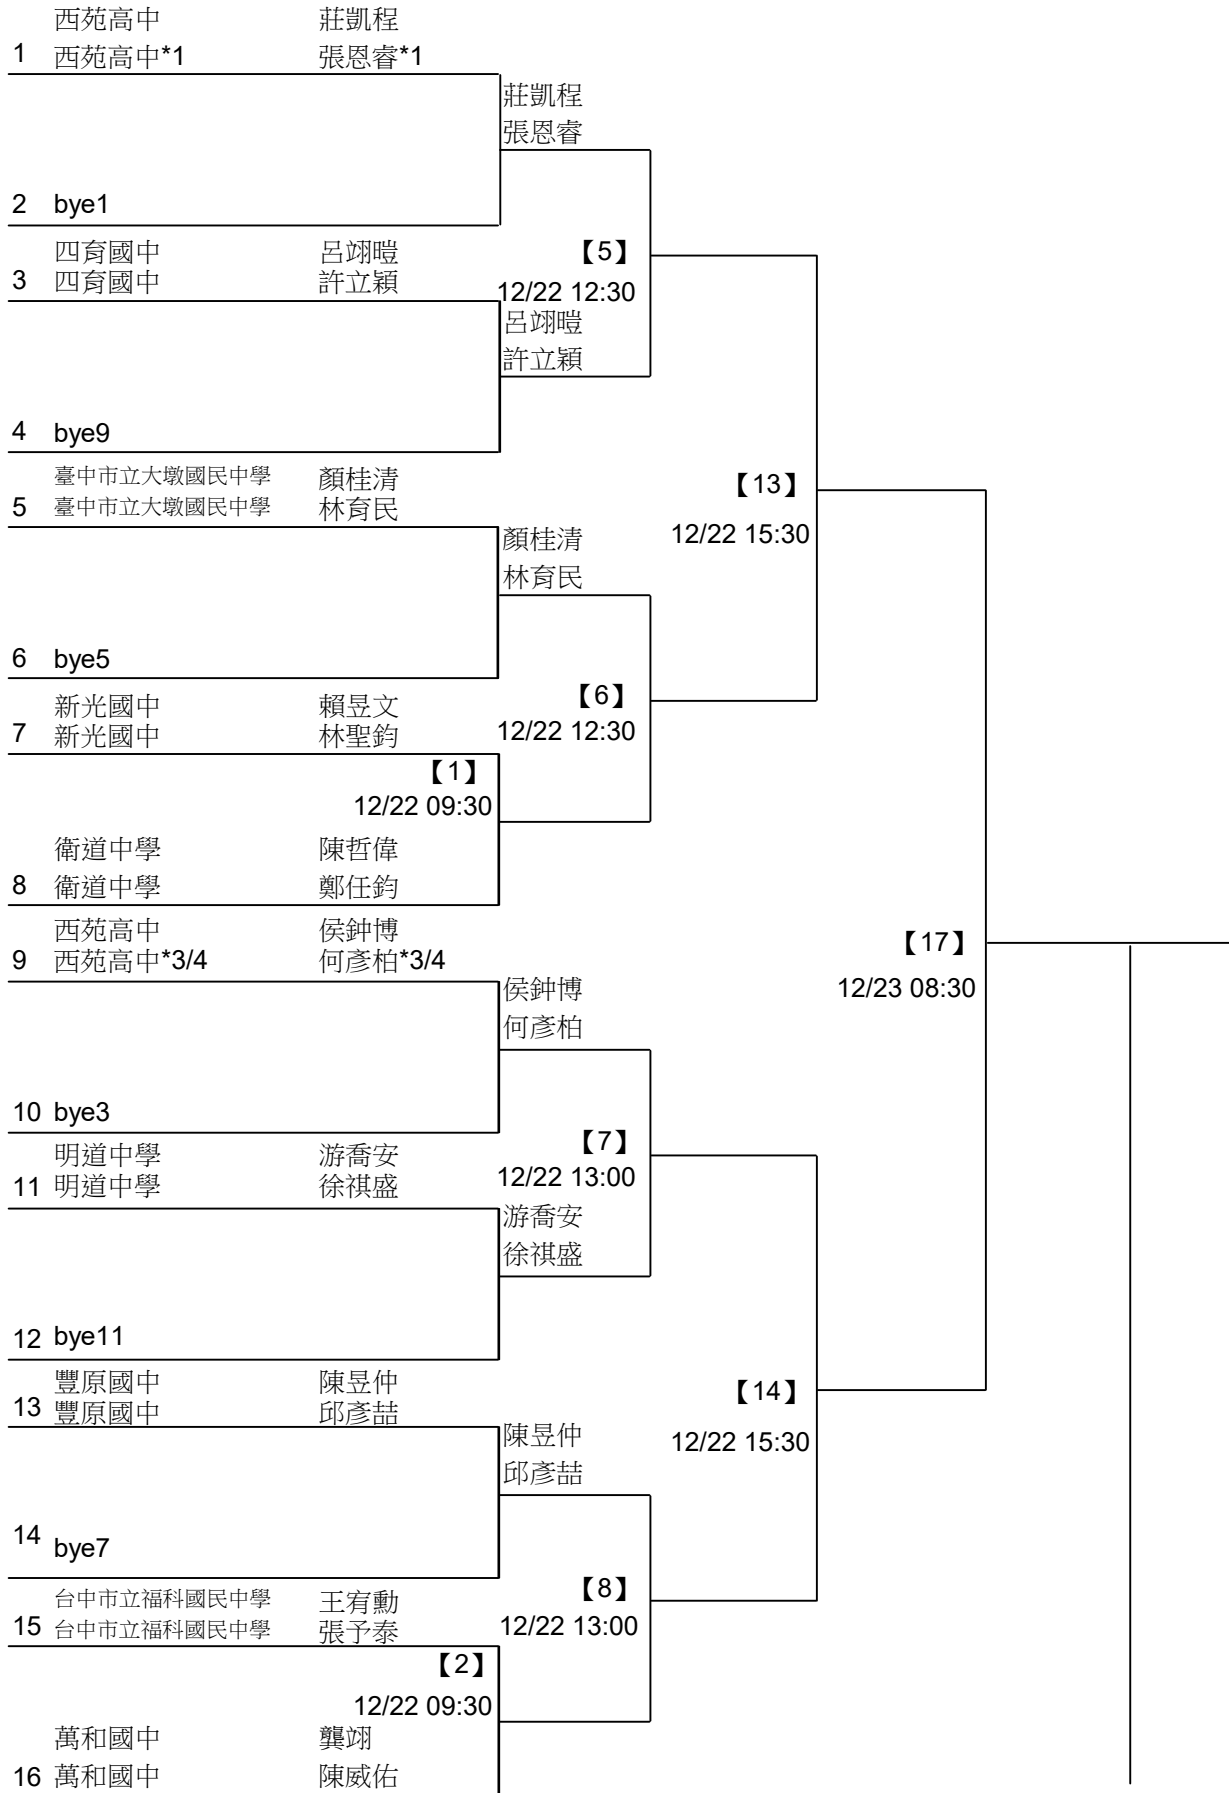 西苑高中 莊凱程
1 西苑高中*1 張恩睿*1
莊凱程
張恩睿
2 bye1
四育國中 呂翊暟 【5】
3 四育國中 許立穎
12/22 12:30
呂翊暟
許立穎
4 bye9
臺中市立大墩國民中學 顏桂清 【13】
5 臺中市立大墩國民中學 林育民
顏桂清 12/22 15:30
林育民
6 bye5
新光國中 賴昱文 【6】
7 新光國中 林聖鈞 12/22 12:30
【1】
12/22 09:30
衛道中學 陳哲偉
8 衛道中學 鄭任鈞
西苑高中 侯鈡博 【17】
9 西苑高中*3/4 何彥柏*3/4
侯鈡博 12/23 08:30
何彥柏
10 bye3
明道中學 游喬安 【7】
11 明道中學 徐祺盛 12/22 13:00
游喬安
徐祺盛
12 bye11
豐原國中 陳昱仲 【14】
13 豐原國中 邱彥喆
陳昱仲 12/22 15:30
邱彥喆
14 bye7
台中市立福科國民中學 王宥勳 【8】
15 台中市立福科國民中學 張予泰 12/22 13:00
【2】
12/22 09:30
萬和國中 龔翊
16 萬和國中 陳威佑